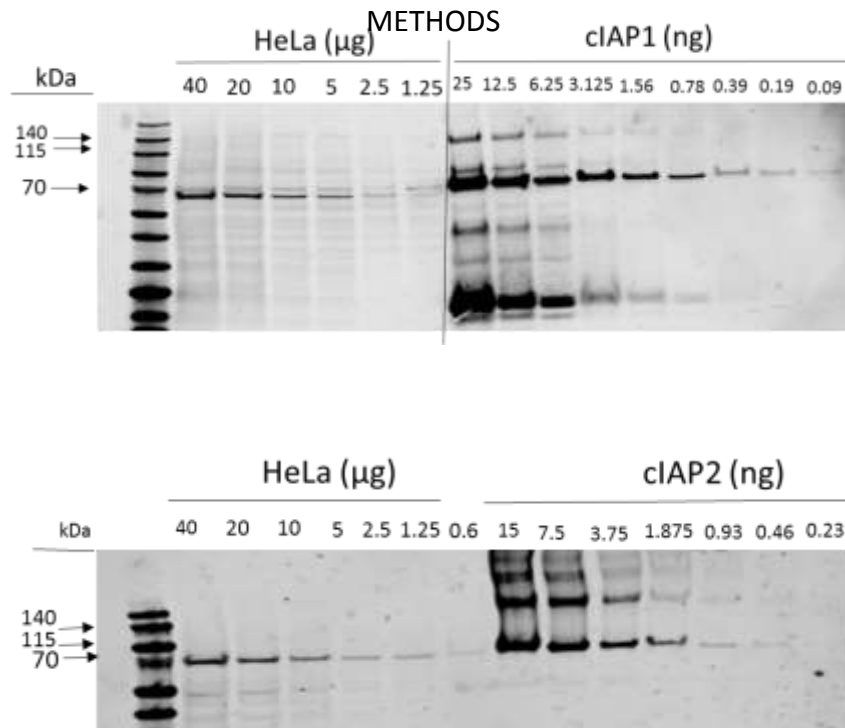 METHODS
HeLa (µg) cIAP1 (ng)
kDa 40 20 10 5 2.5 1.25 25 12.5 6.25 3.125 1.56 0.78 0.39 0.19 0.09
140
115
70
HeLa (µg) cIAP2 (ng)
kDa 40 20 10 5 2.5 1.25 0.6 15 7.5 3.75 1.875 0.93 0.46 0.23
140
115
70